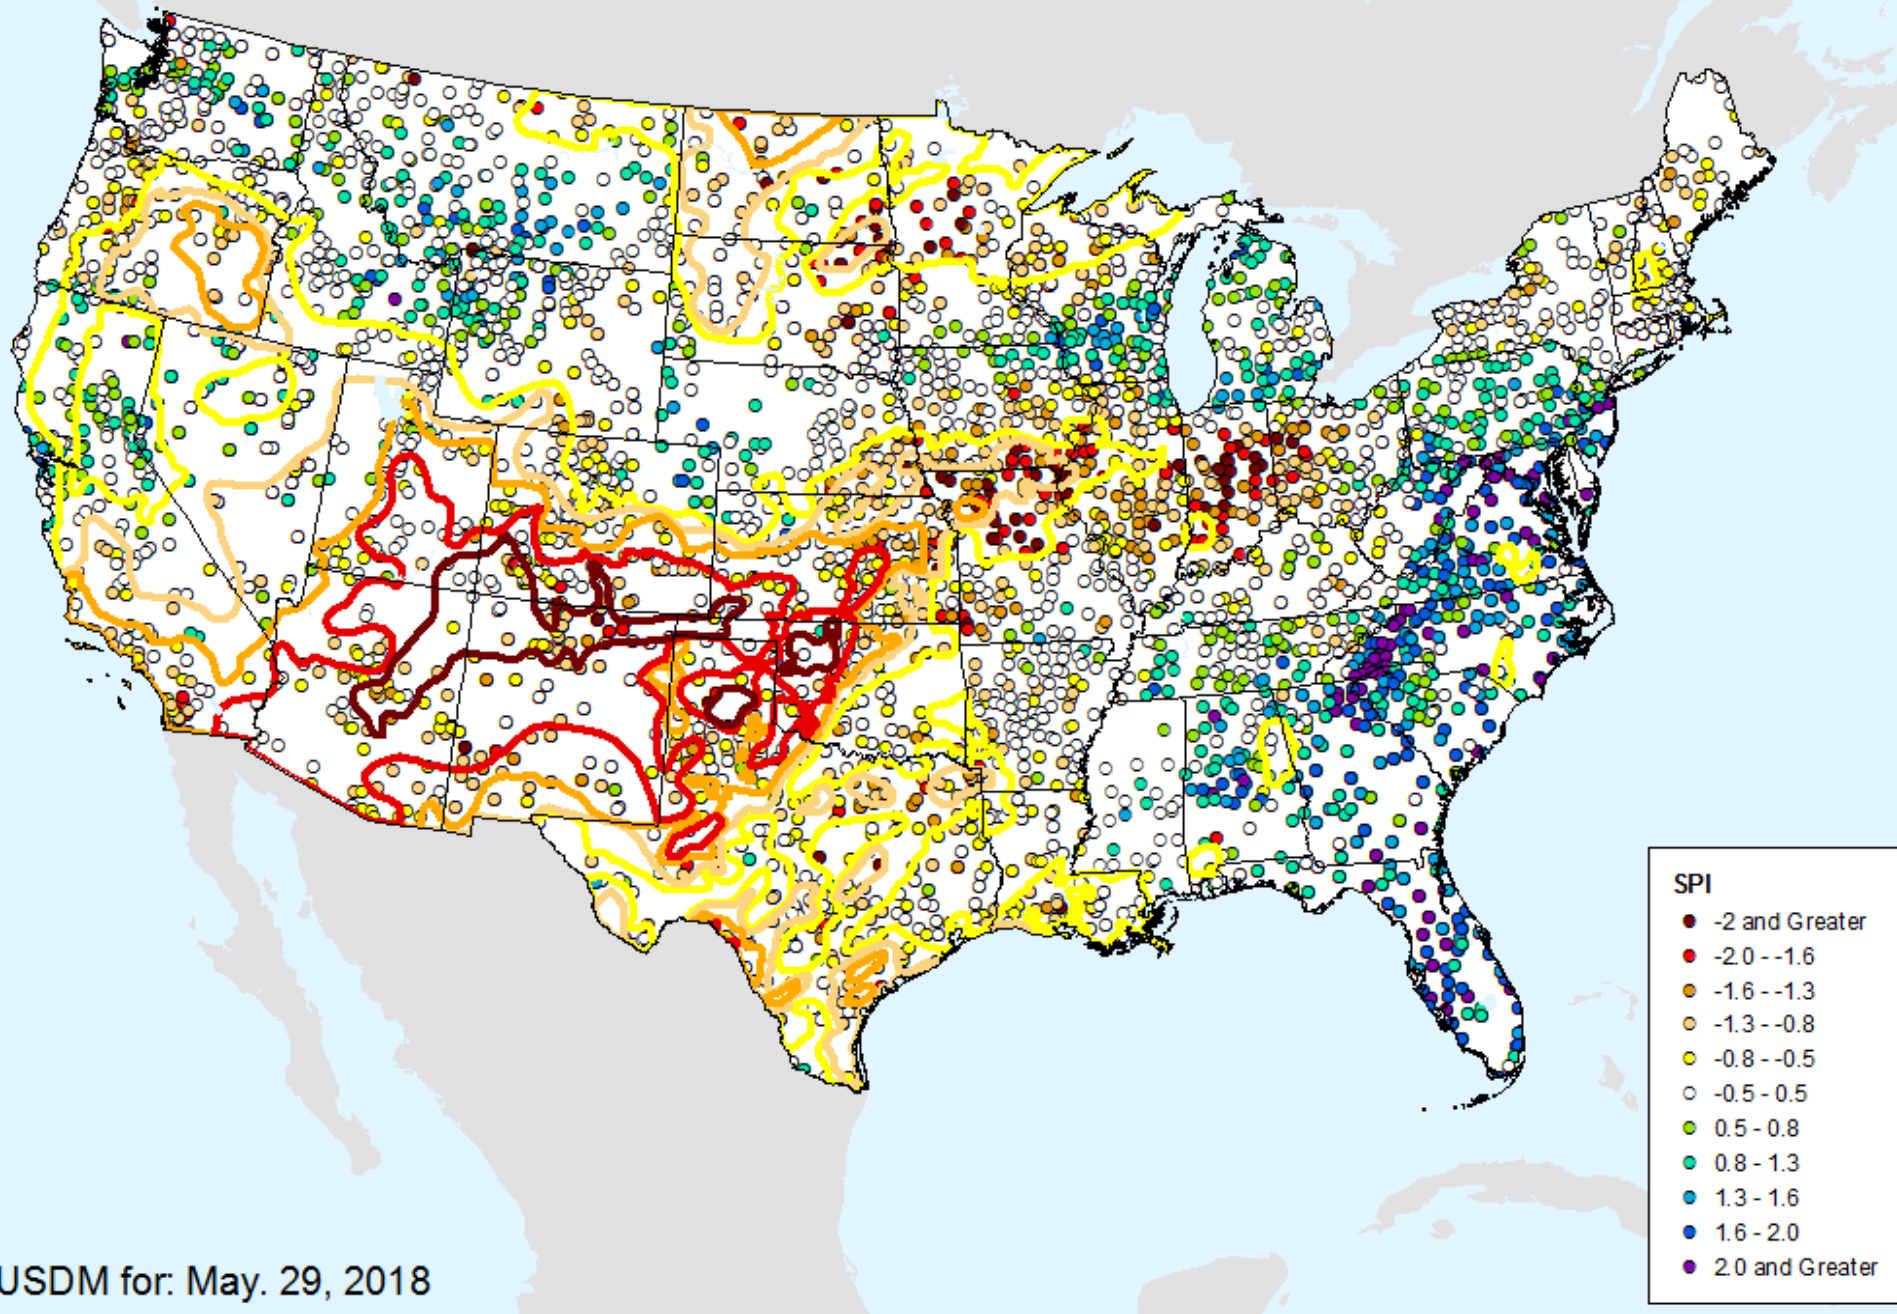 SPI
-2 and Greater
-2.0 - -1.6
-1.6 - -1.3
-1.3 - -0.8
-0.8 - -0.5
-0.5 - 0.5
0.5 - 0.8
0.8 - 1.3
1.3 - 1.6
1.6 - 2.0
2.0 and Greater
USDM for: May. 29, 2018